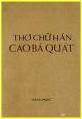 THƠ CHỮ HÁN
CAO BÁ QUÁT